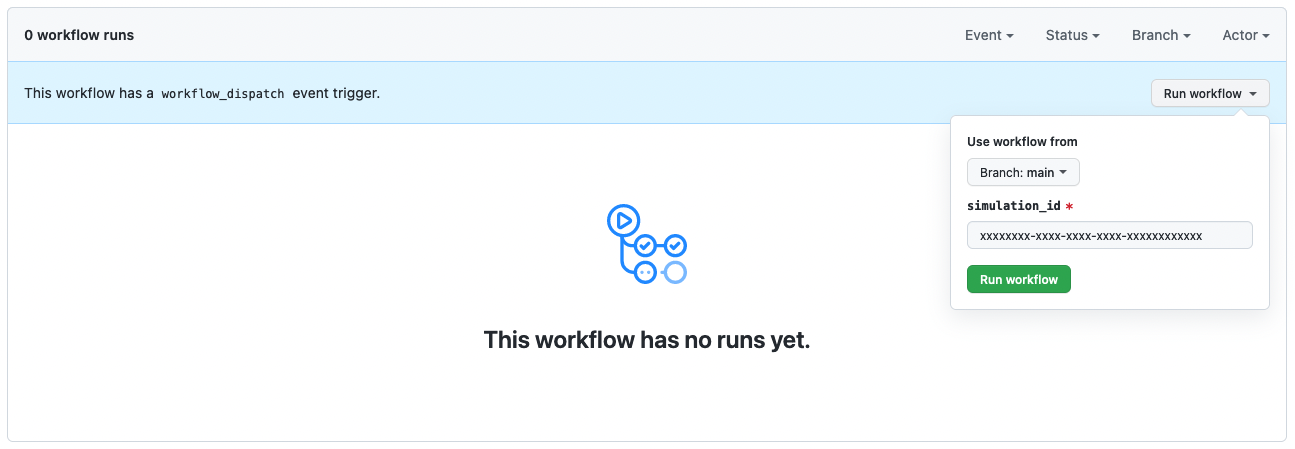 0 workflow runs
Event
Status
Branch
Actor
This workflow has a workflow_dispatch event trigger.
Run workflow
Use workflow from
Branch: main
simulation_id *
xxxxxxxx-xxxx-xxxx-xxxx-xxxxxxxxxxxx
Run workflow
This workflow has no runs yet.